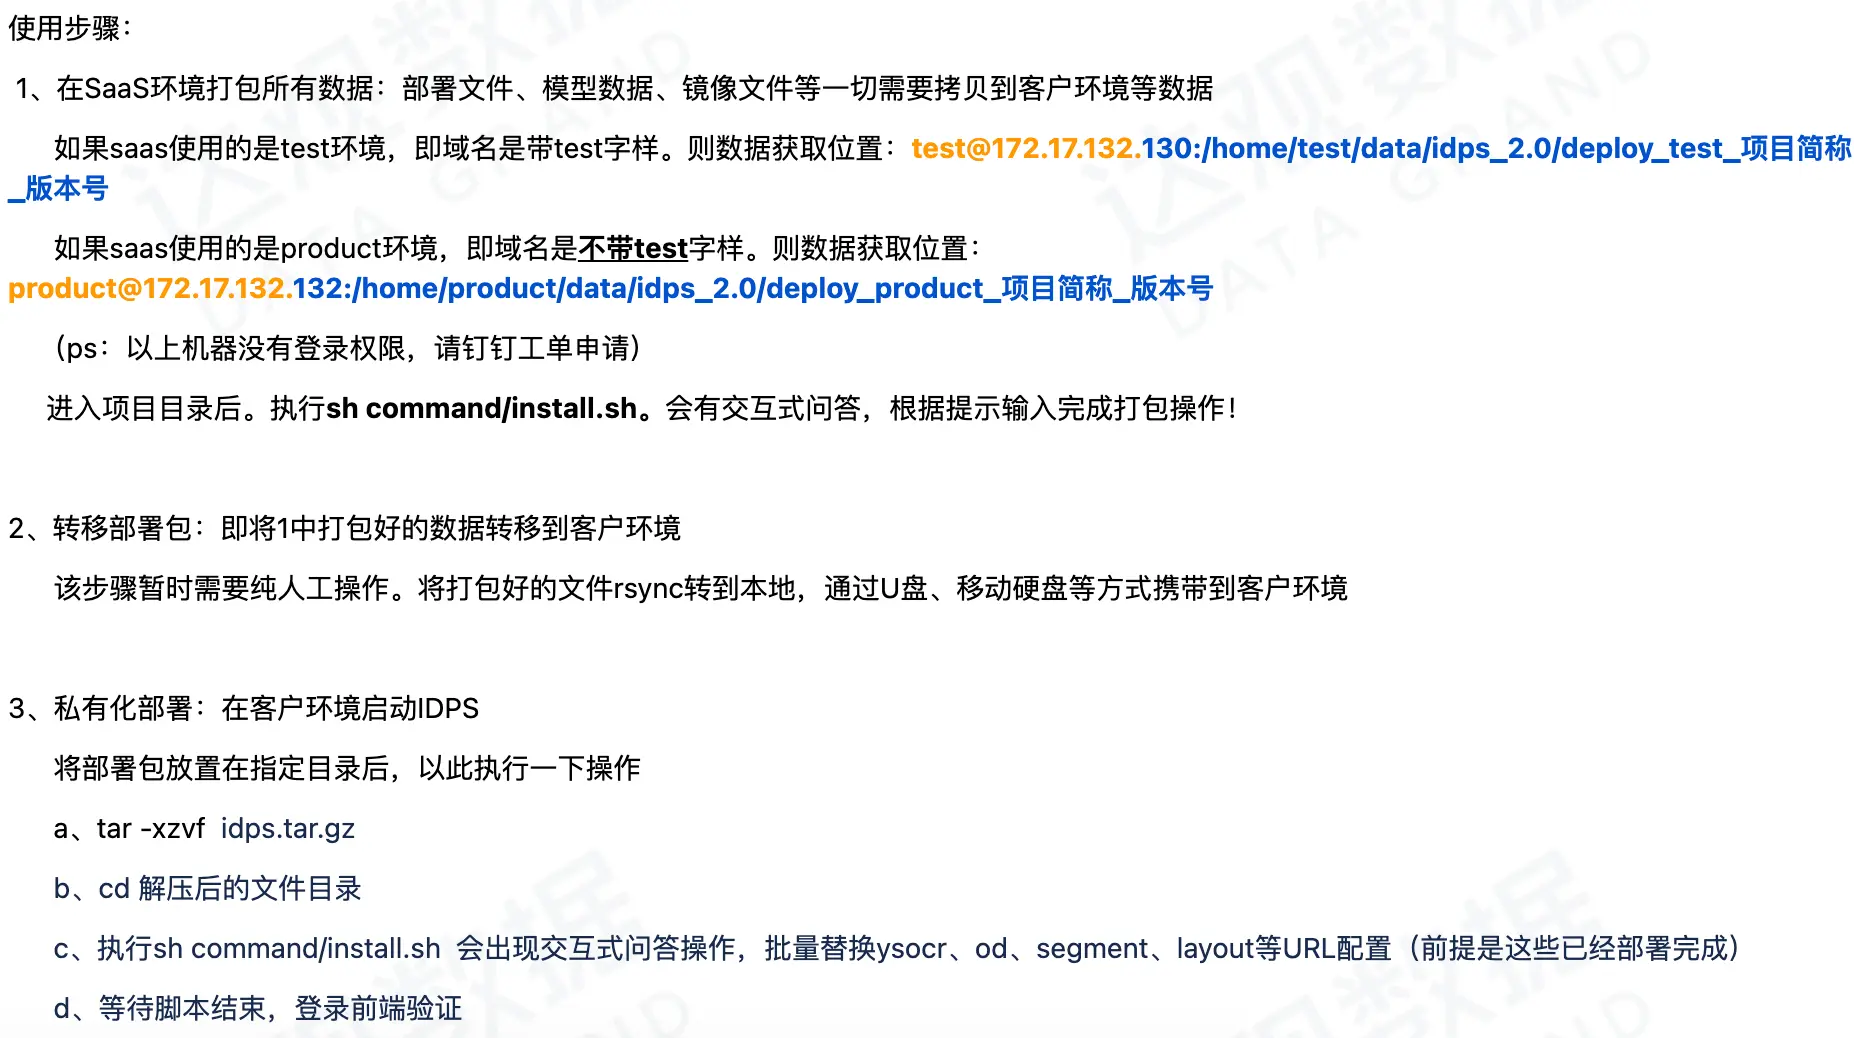 使用步骤：
1、在SaaS环境打包所有数据：部署文件、模型数据、镜像文件等一切需要拷贝到客户环境等数据
如果saas使用的是test环境，即域名是带test字样。则数据获取位置：test@172.17.132.130:/home/test/data/idps_2.0/deploy_test_项目简称
_版本号
如果saas使用的是product环境，即域名是不带test字样。则数据获取位置：
product@172.17.132.132:/home/product/data/idps_2.0/deploy_product_项目简称_版本号
（ps：以上机器没有登录权限，请钉钉工单申请）
进入项目目录后。执行sh command/install.sh。会有交互式问答，根据提示输入完成打包操作！
2、转移部署包：即将1中打包好的数据转移到客户环境
该步骤暂时需要纯人工操作。将打包好的文件rsync转到本地，通过U盘、移动硬盘等方式携带到客户环境
3、私有化部署：在客户环境启动IDPS
将部署包放置在指定目录后，以此执行一下操作
a、tar -xzvf  idps.tar.gz
b、cd 解压后的文件目录
c、执行sh command/install.sh  会出现交互式问答操作，批量替换ysocr、od、segment、layout等URL配置（前提是这些已经部署完成）
d、等待脚本结束，登录前端验证
达观数据
DATA GRAND
达观数据
DATA GRAND